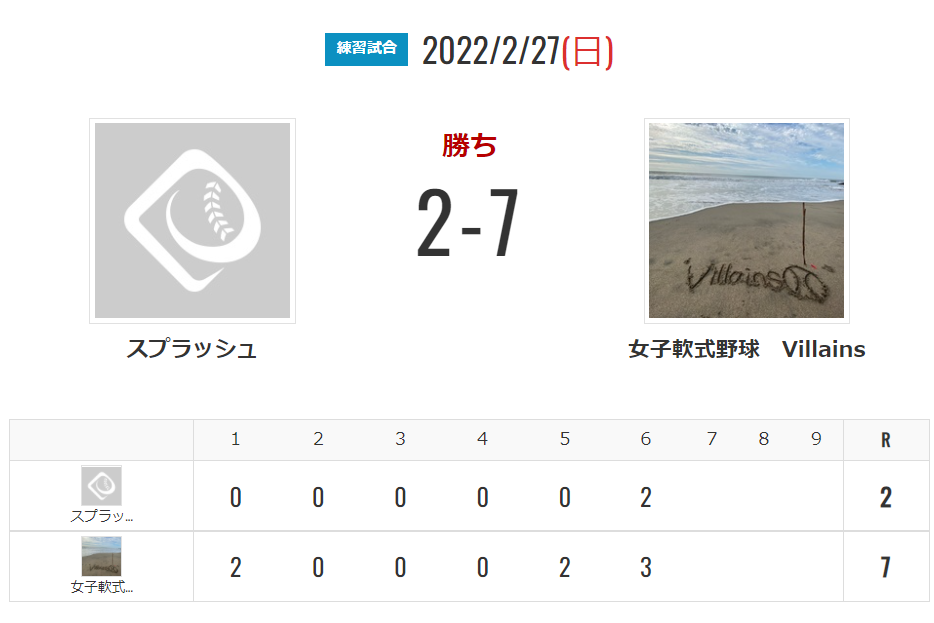 練習試合 2022/2/27(日)
勝ち
2-7
Villains
スプラッシュ
女子軟式野球　Villains
1 2 3 4 5 6 7 8 9 R
スプラッ... 0 0 0 0 0 2 2
女子軟式... 2 0 0 0 2 3 7